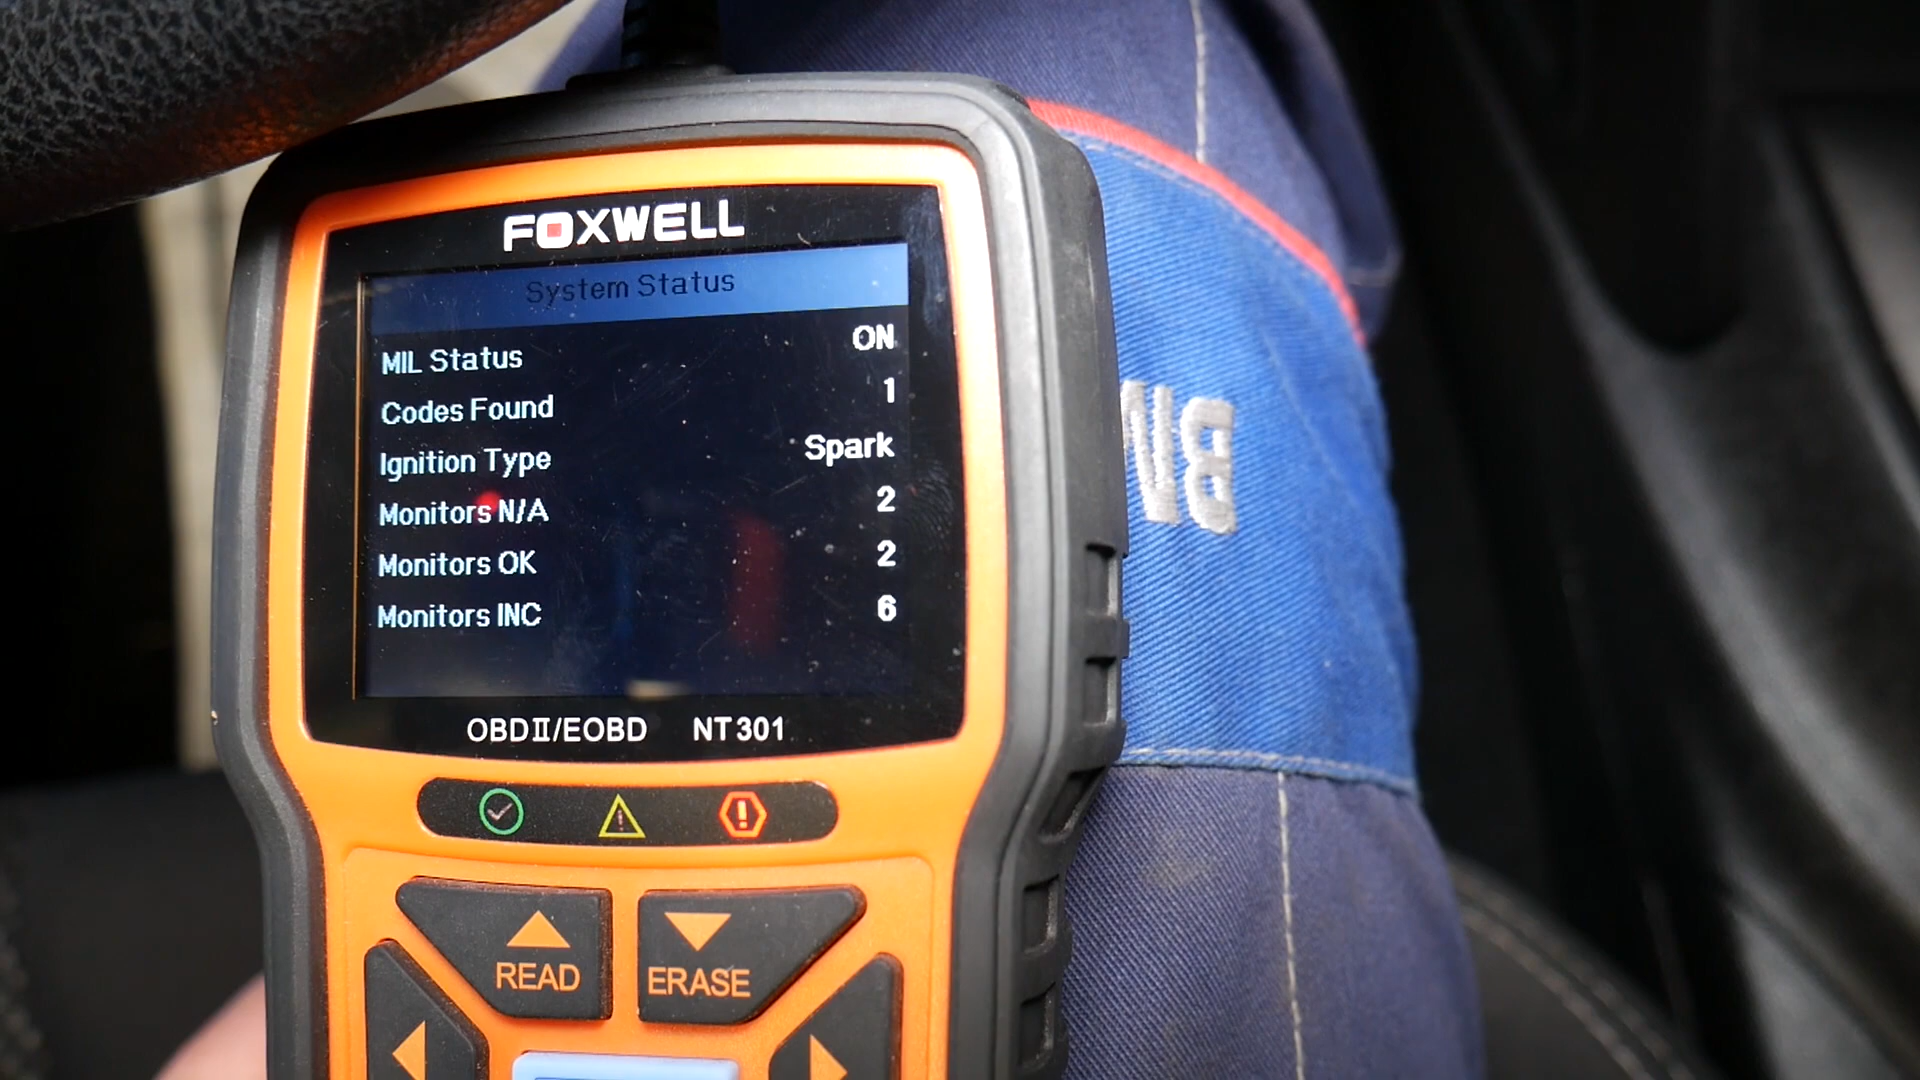 FOXWELL
System Status
MIL Status ON
Codes Found 1
Ignition Type Spark
Monitors N/A 2
Monitors OK 2
Monitors INC 6
OBDII/EOBD NT301
READ ERASE